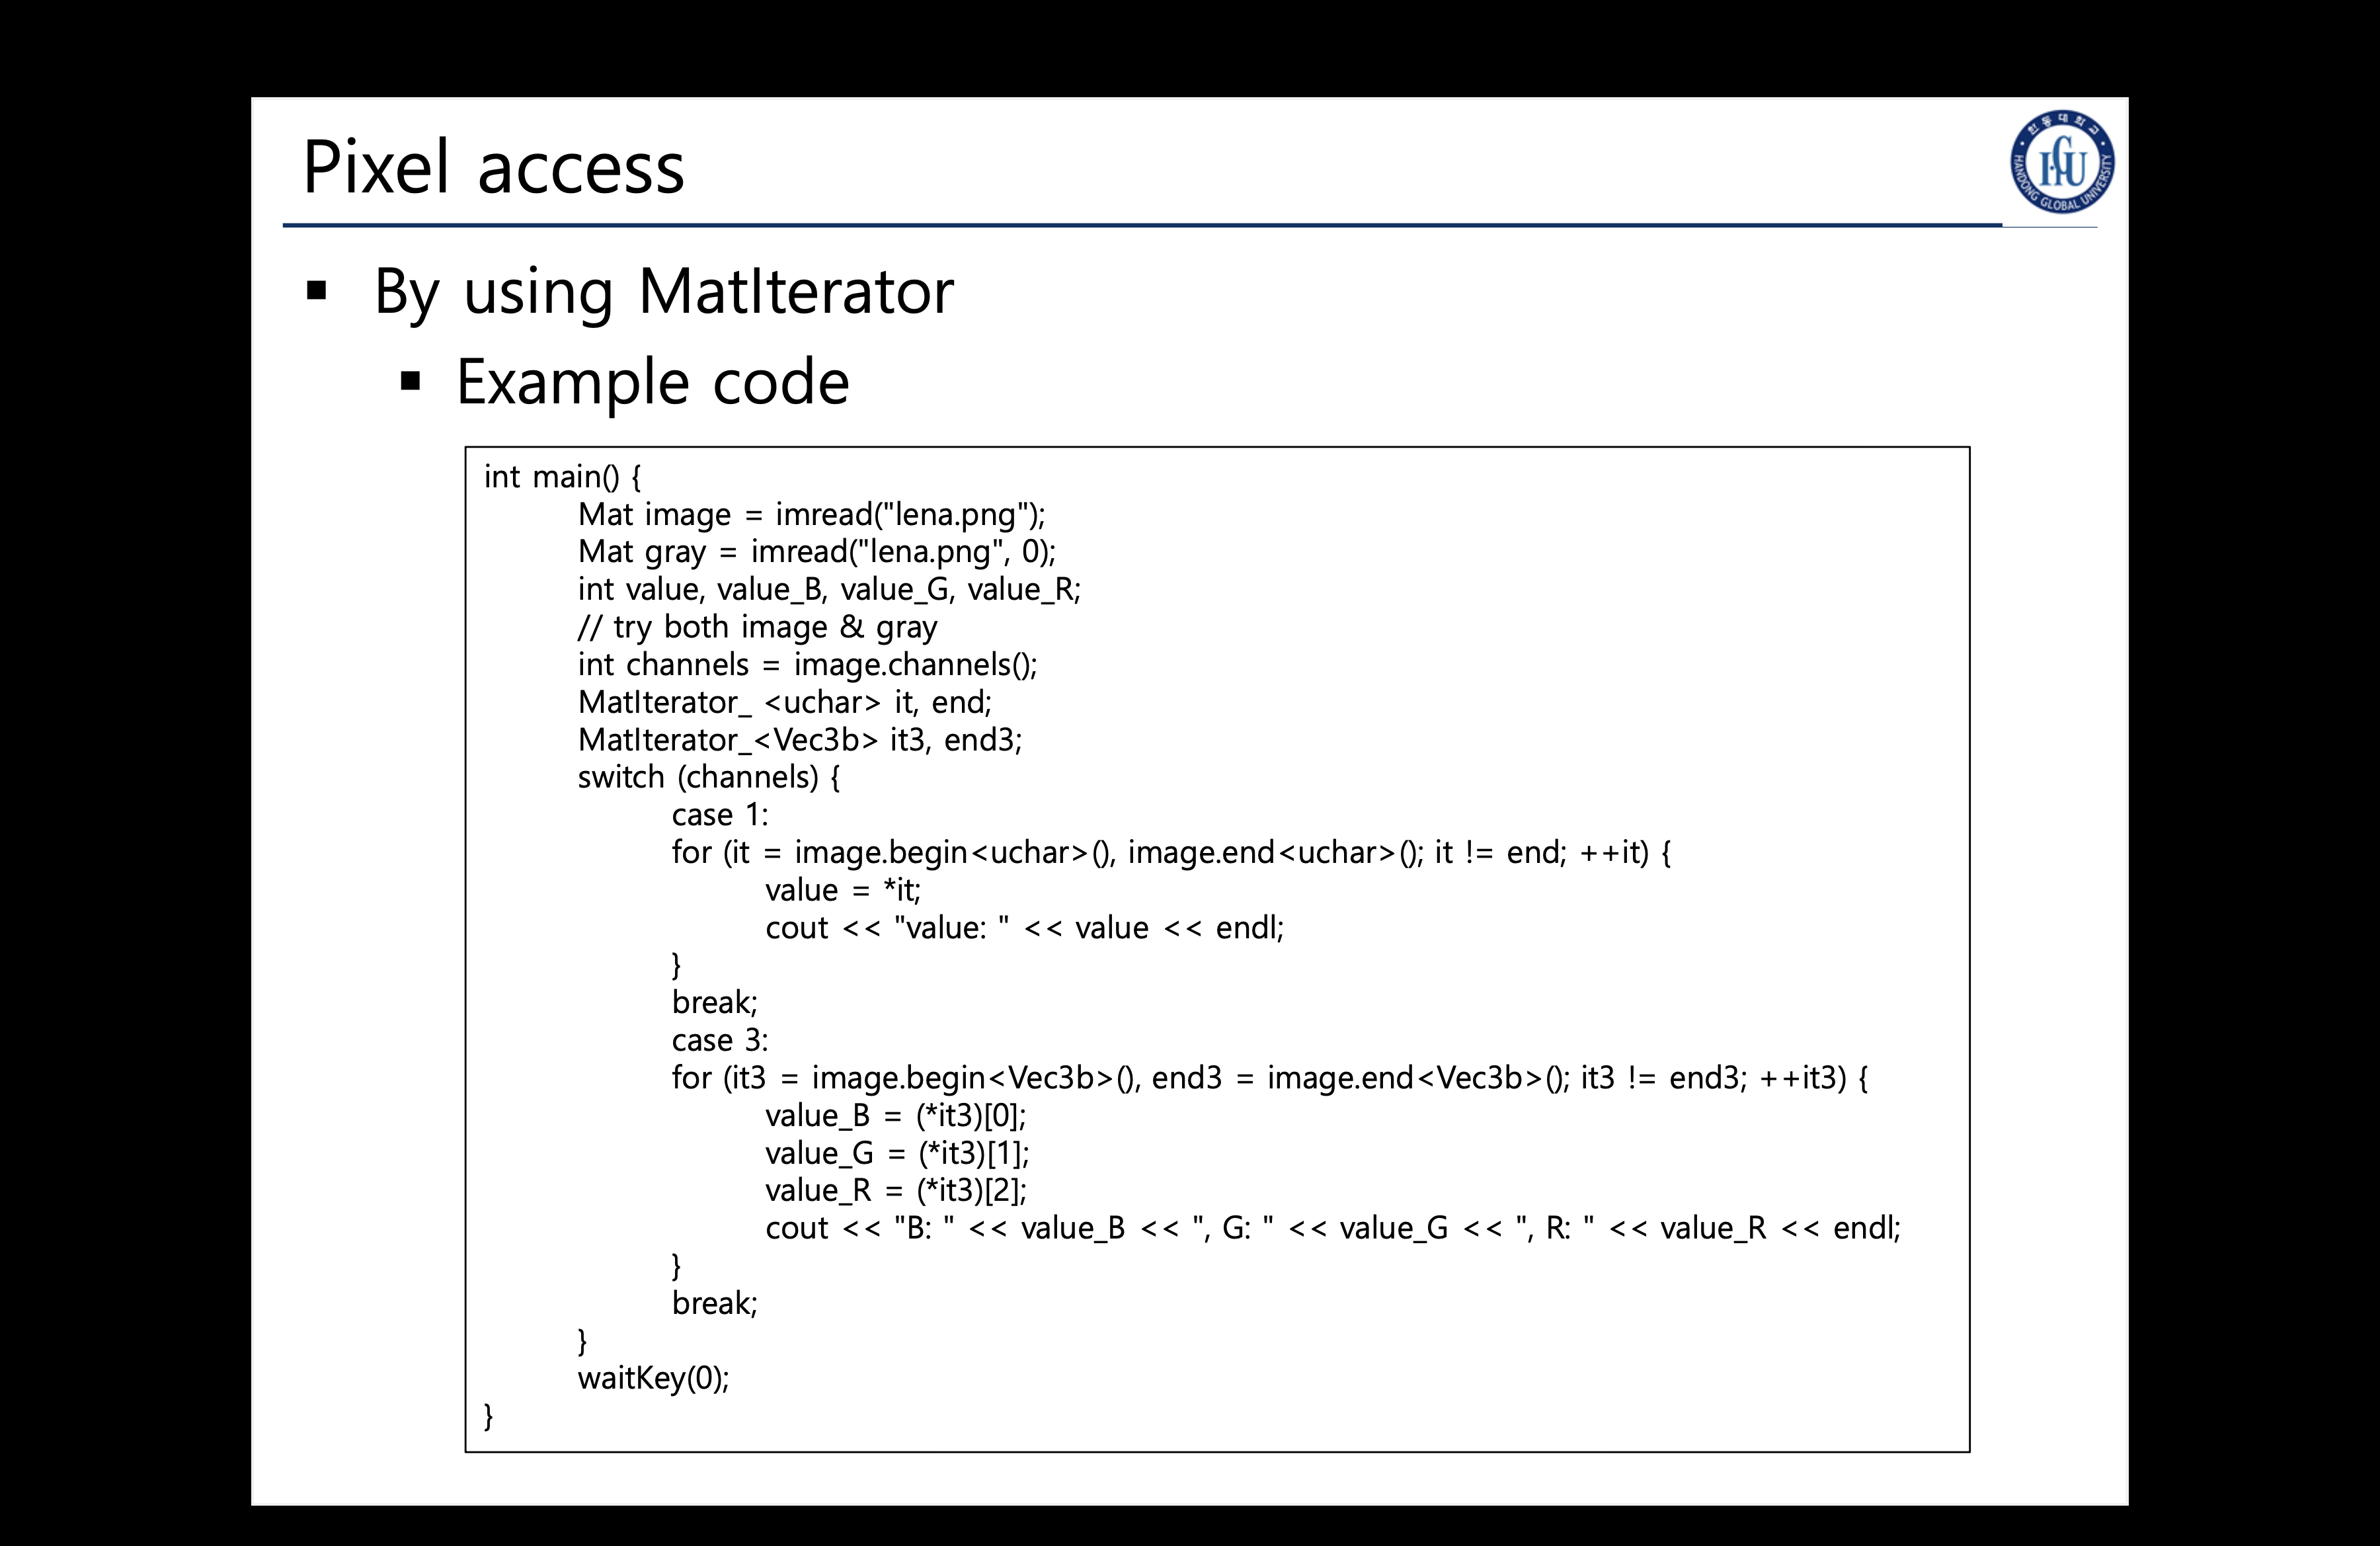 Pixel access
한동대학교
HANDONG GLOBAL UNIVERSITY
HGU
▪ By using MatIterator
▪ Example code
int main() {
Mat image = imread("lena.png");
Mat gray = imread("lena.png", 0);
int value, value_B, value_G, value_R;
// try both image & gray
int channels = image.channels();
MatIterator_ <uchar> it, end;
MatIterator_<Vec3b> it3, end3;
switch (channels) {
case 1:
for (it = image.begin<uchar>(), image.end<uchar>(); it != end; ++it) {
value = *it;
cout << "value: " << value << endl;
}
break;
case 3:
for (it3 = image.begin<Vec3b>(), end3 = image.end<Vec3b>(); it3 != end3; ++it3) {
value_B = (*it3)[0];
value_G = (*it3)[1];
value_R = (*it3)[2];
cout << "B: " << value_B << ", G: " << value_G << ", R: " << value_R << endl;
}
break;
}
waitKey(0);
}